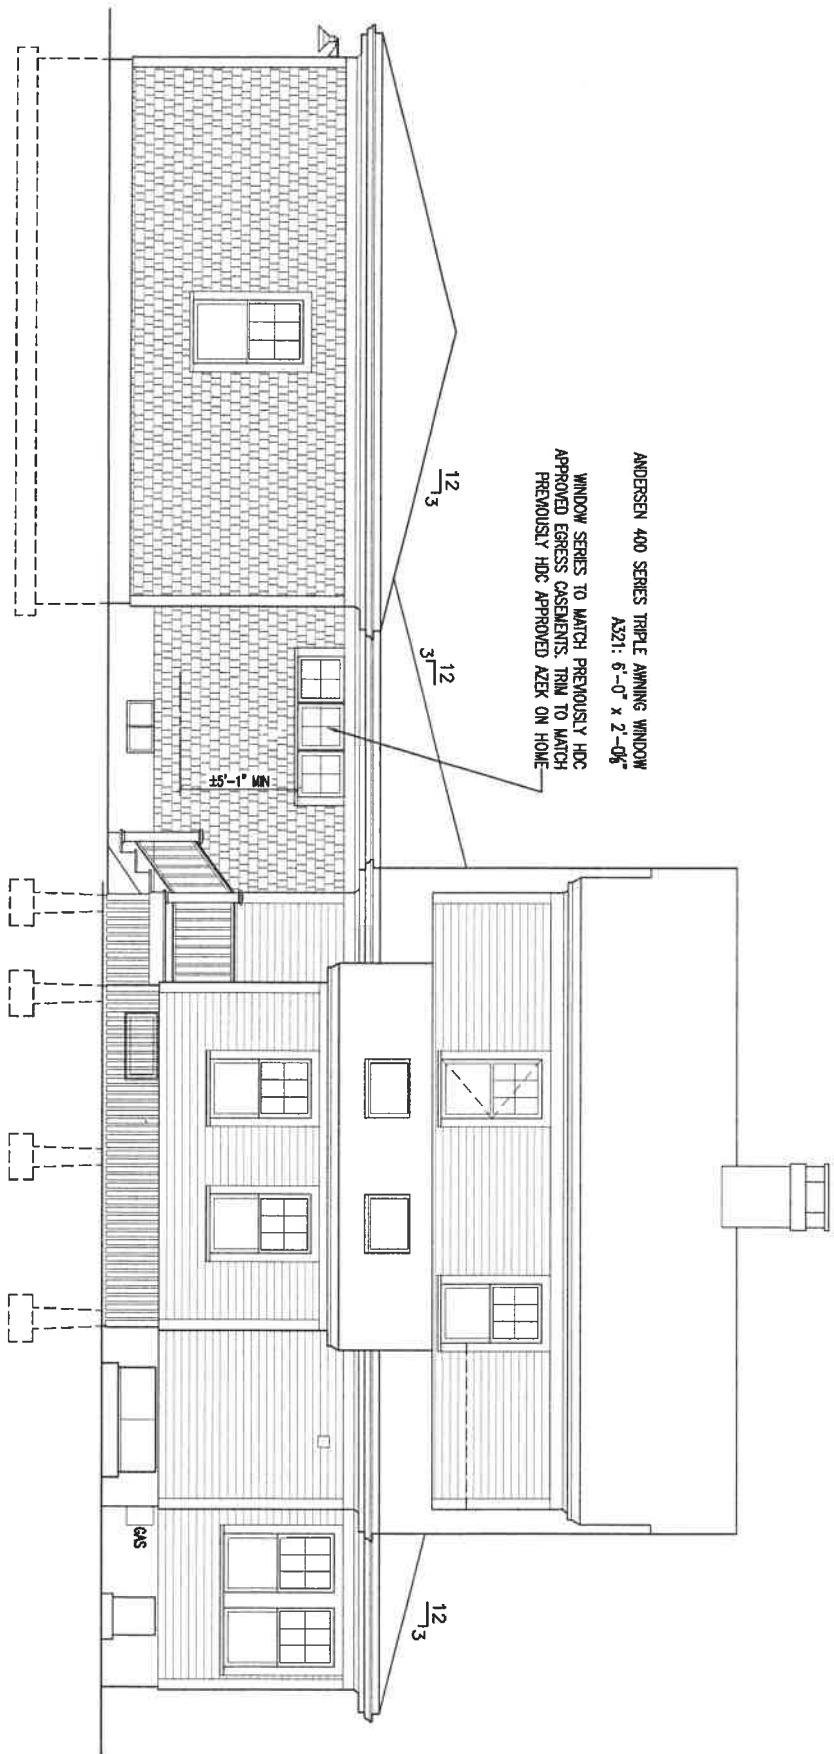 ANDERSEN 400 SERIES TRIPLE AWNING WINDOW
A321: 6'-0" x 2'-0⅛"
WINDOW SERIES TO MATCH PREVIOUSLY HDC
APPROVED EGRESS CASEMENTS. TRIM TO MATCH
PREVIOUSLY HDC APPROVED AZEK ON HOME
12
3
12
3
±5'-1" MIN
12
3
GAS